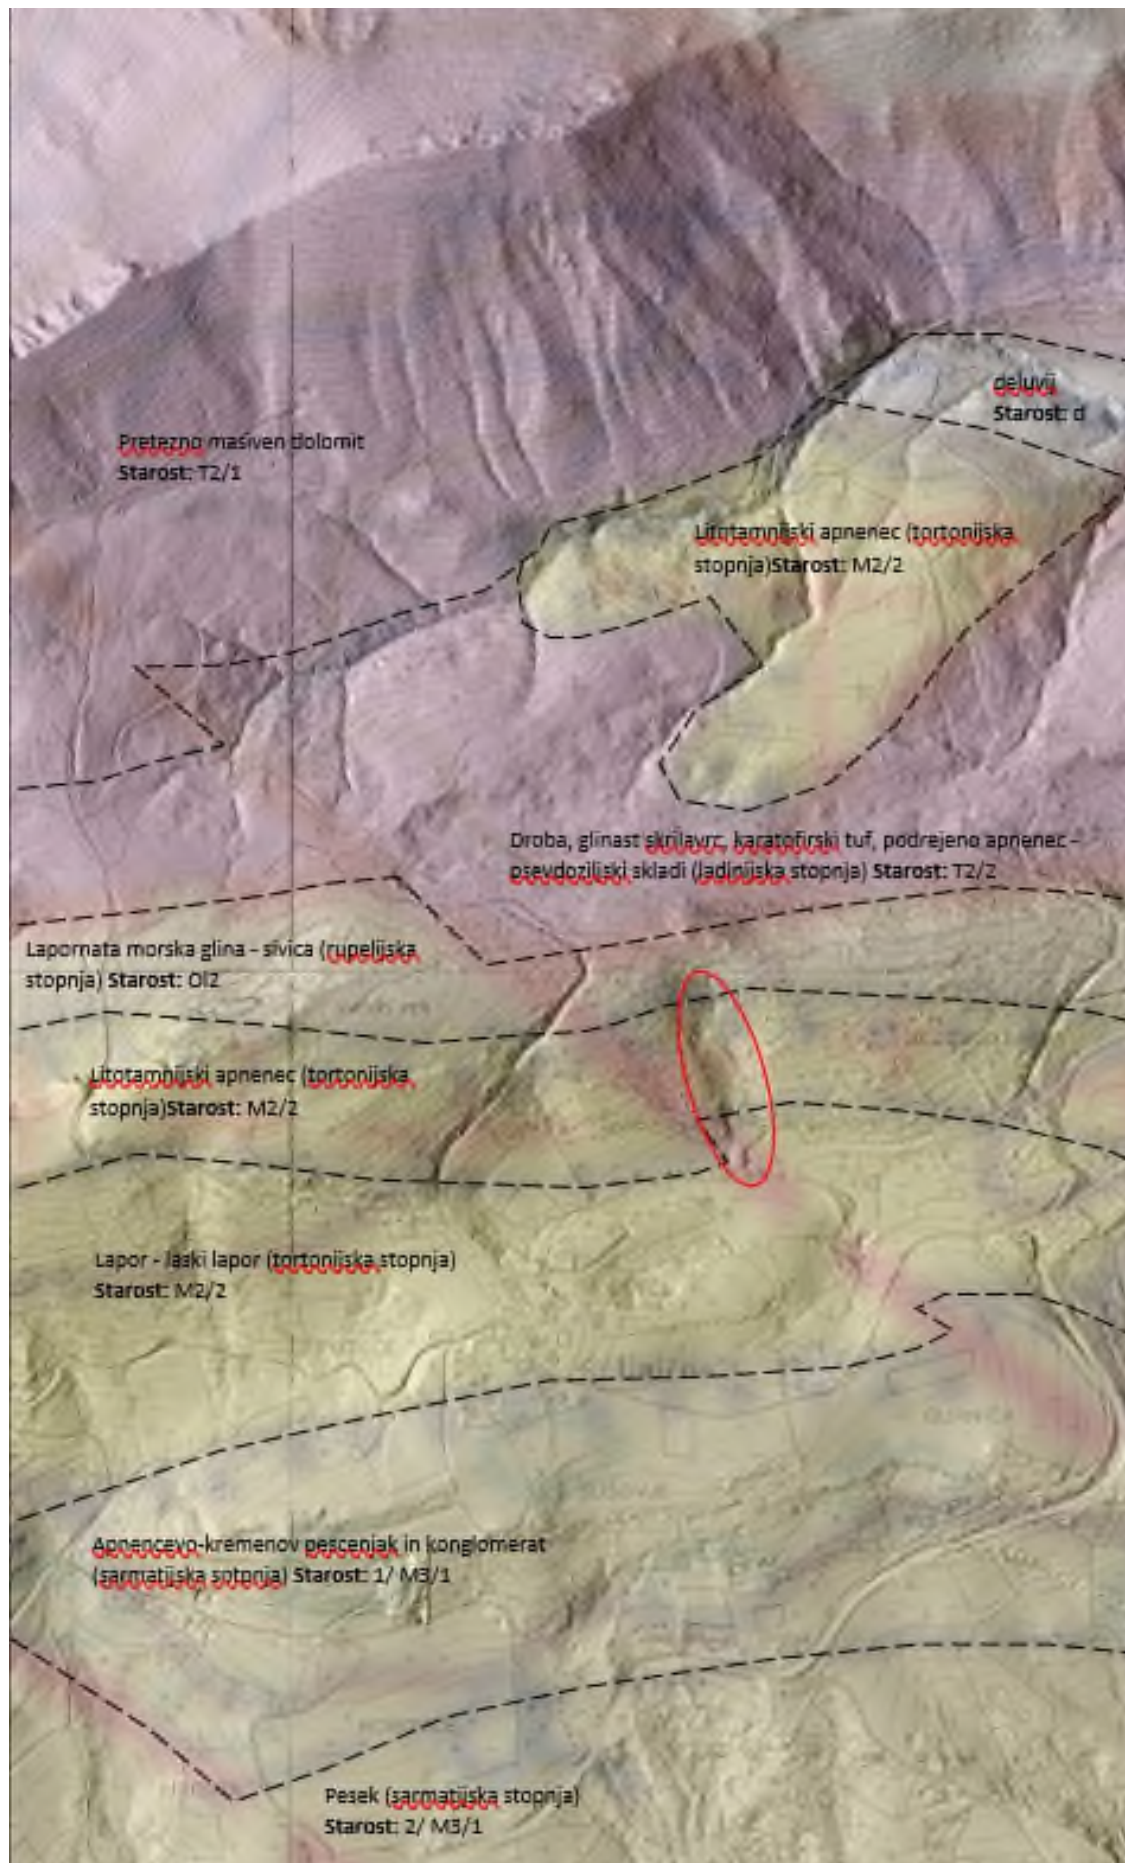 deluvij
Starost: d
Pretezno masiven dolomit
Starost: T2/1
Litotamnijski apnenec (tortonijska
stopnja)Starost: M2/2
Droba, glinast skrilavrc, karatofirski tuf, podrejeno apnenec –
psevdoziljski skladi (ladinijska stopnja) Starost: T2/2
Lapornata morska glina - sivica (rupelijska
stopnja) Starost: Ol2
Litotamnijski apnenec (tortonijska
stopnja)Starost: M2/2
Lapor - laski lapor (tortonijska stopnja)
Starost: M2/2
Apnencevo-kremenov pescenjak in konglomerat
(sarmatijska sotpnja) Starost: 1/ M3/1
Pesek (sarmatijska stopnja)
Starost: 2/ M3/1